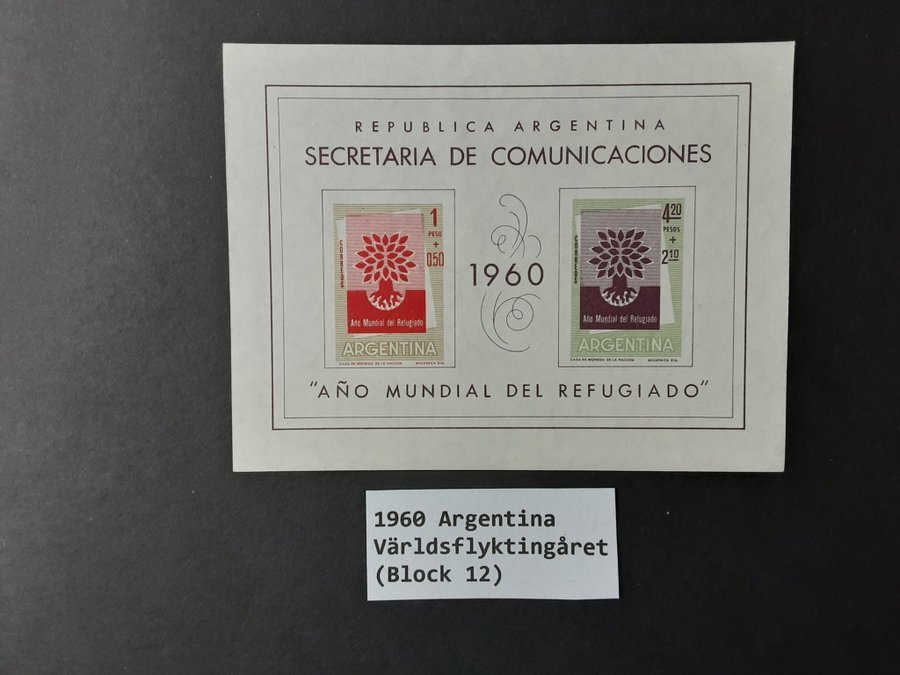 REPUBLICA ARGENTINA
SECRETARIA DE COMUNICACIONES
1
PESO
+
0.50
CORREOS
Año Mundial del Refugiado
ARGENTINA
CASA DE MONEDA DE LA NACION
1960
4.20
PESOS
+
2.10
CORREOS
Año Mundial del Refugiado
ARGENTINA
CASA DE MONEDA DE LA NACION
"AÑO MUNDIAL DEL REFUGIADO"
1960 Argentina
Världsflyktingåret
(Block 12)